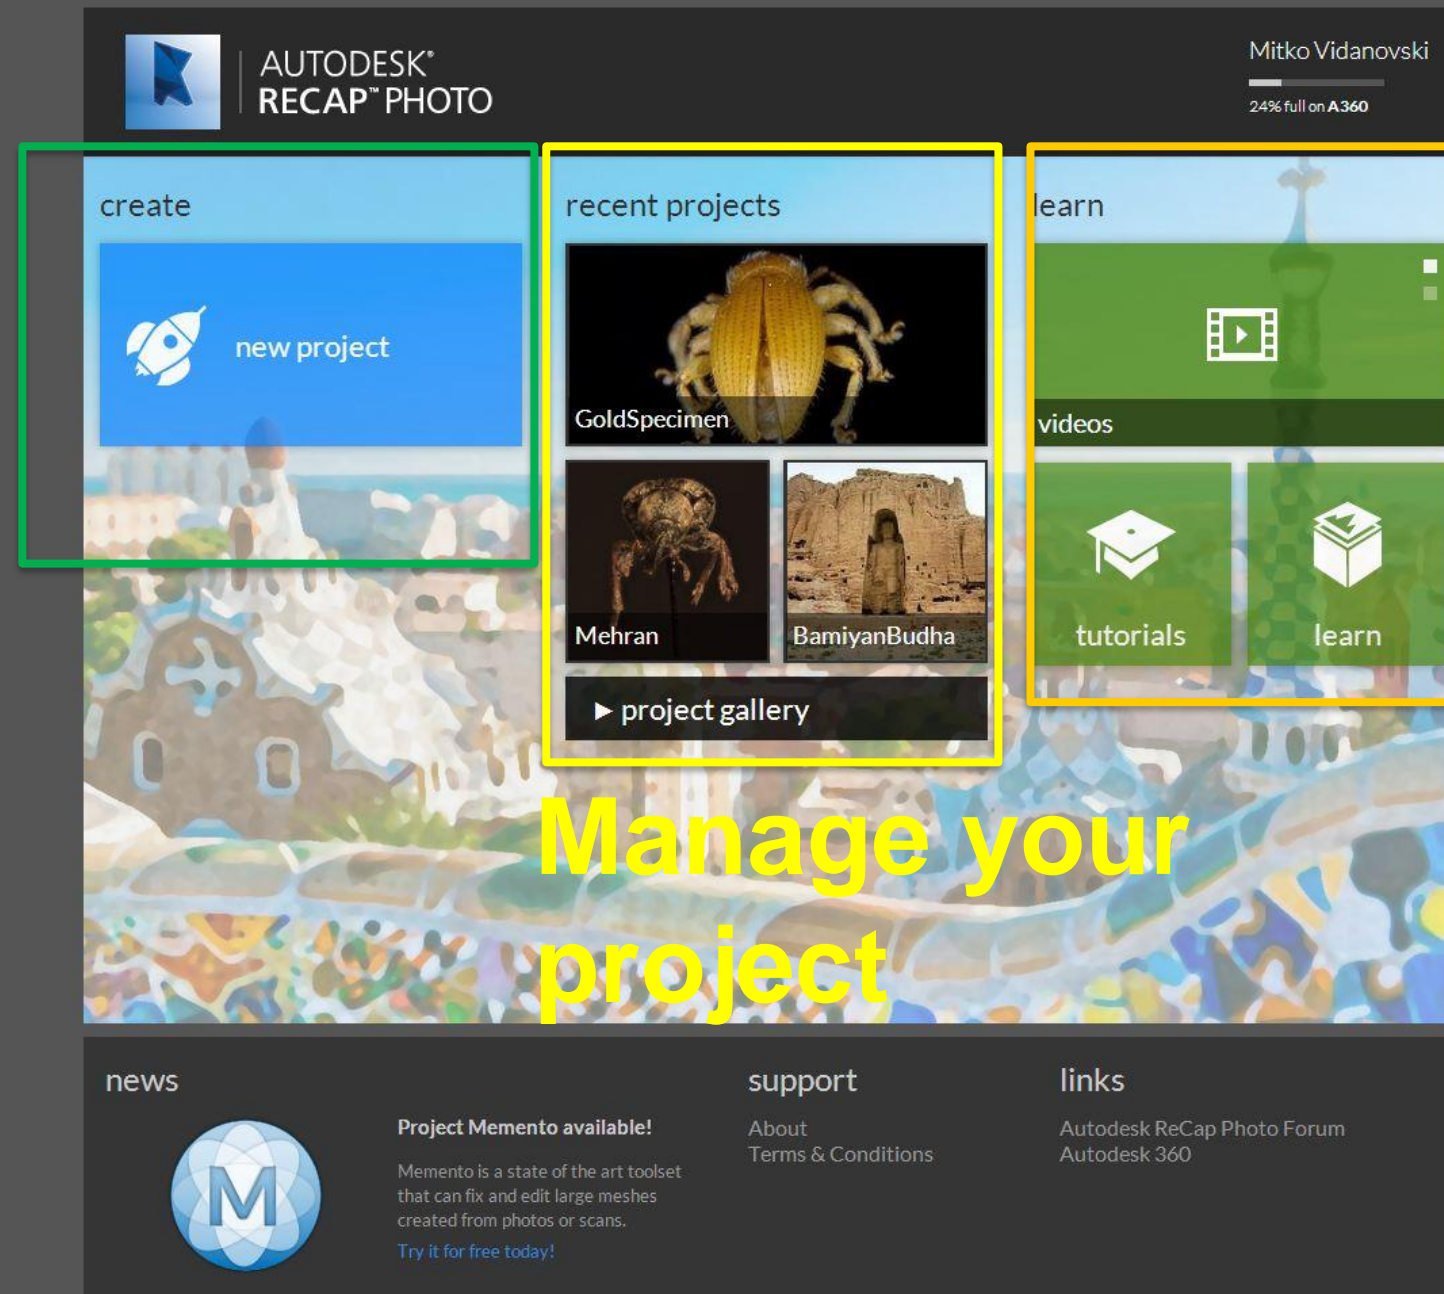 AUTODESK®
RECAP™ PHOTO
Mitko Vidanovski
24% full on A360
create
new project
recent projects
GoldSpecimen
Mehran
BamiyanBudha
► project gallery
learn
videos
tutorials
learn
Manage your
project
news
M
Project Memento available!
Memento is a state of the art toolset
that can fix and edit large meshes
created from photos or scans.
Try it for free today!
support
About
Terms & Conditions
links
Autodesk ReCap Photo Forum
Autodesk 360